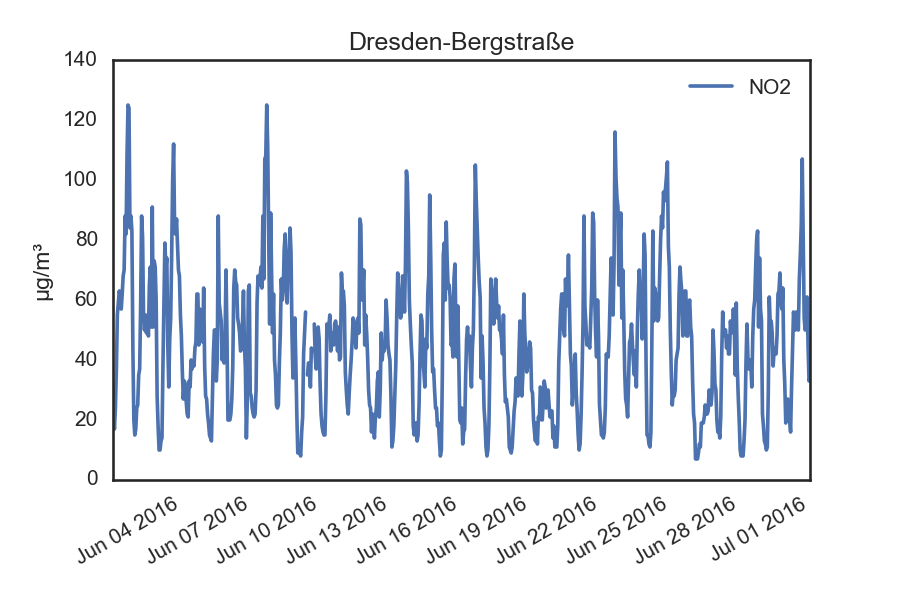 Dresden-Bergstraße
NO2
µg/m³
140
120
100
80
60
40
20
0
Jun 04 2016
Jun 07 2016
Jun 10 2016
Jun 13 2016
Jun 16 2016
Jun 19 2016
Jun 22 2016
Jun 25 2016
Jun 28 2016
Jul 01 2016